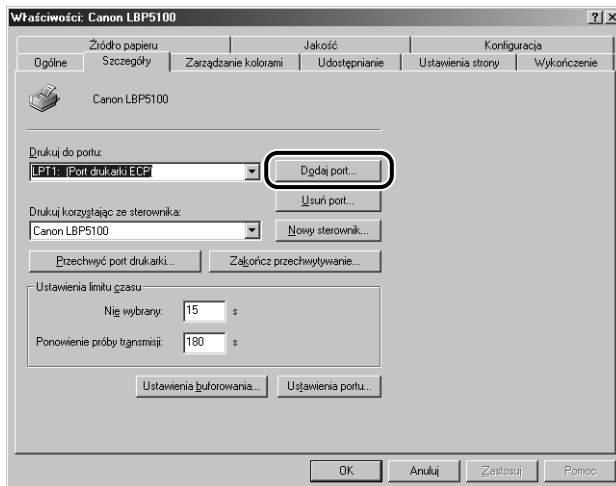 Właściwości: Canon LBP5100
Źródło papieru Jakość Konfiguracja
Ogólne Szczegóły Zarządzanie kolorami Udostępnianie Ustawienia strony Wykończenie
Canon LBP5100
Drukuj do portu:
LPT1: (Port drukarki ECP) Dodaj port...
Usuń port...
Drukuj korzystając ze sterownika:
Canon LBP5100 Nowy sterownik...
Przechwyć port drukarki... Zakończ przechwytywanie...
Ustawienia limitu czasu
Nie wybrany: 15 s
Ponowienie próby transmisji: 180 s
Ustawienia buforowania... Ustawienia portu...
OK Anuluj Zastosuj Pomoc